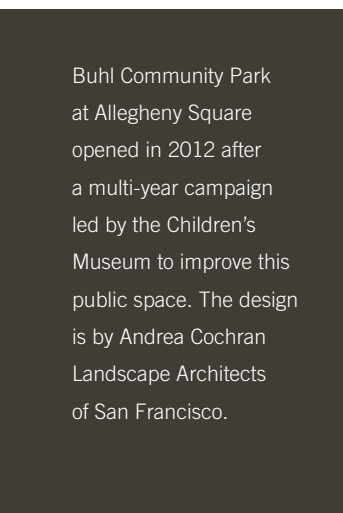 Buhl Community Park
at Allegheny Square
opened in 2012 after
a multi-year campaign
led by the Children’s
Museum to improve this
public space. The design
is by Andrea Cochran
Landscape Architects
of San Francisco.